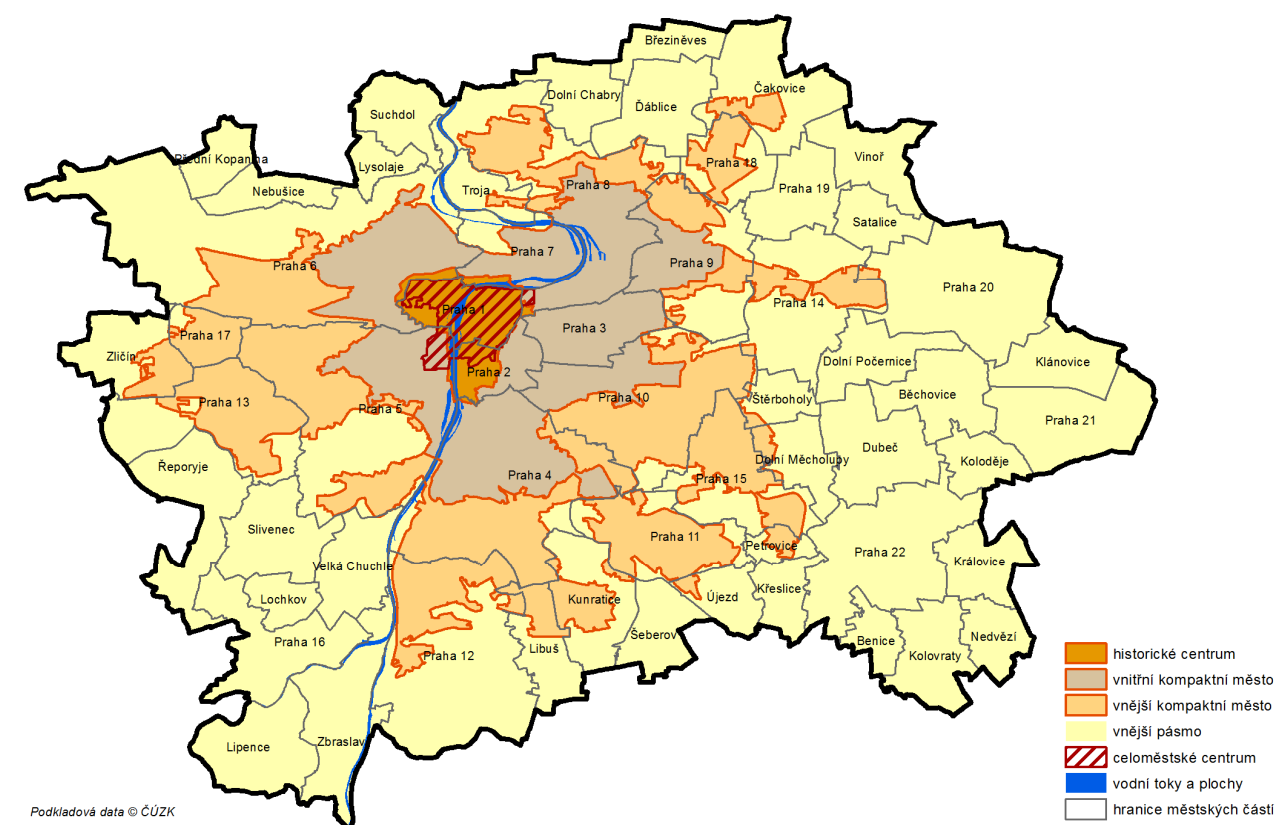 Březiněves
Čakovice
Dolní Chabry
Ďáblice
Suchdol
Vinoř
Přední Kopanina
Lysolaje
Praha 18
Nebušice
Troja
Praha 8
Praha 19
Satalice
Praha 7
Praha 6
Praha 9
Praha 20
Praha 14
Praha 1
Praha 3
Praha 17
Zličín
Dolní Počernice
Klánovice
Praha 2
Běchovice
Praha 10
Štěrboholy
Praha 13
Praha 5
Praha 21
Dubeč
Dolní Měcholupy
Koloděje
Řeporyje
Praha 4
Praha 15
Slivenec
Praha 11
Petrovice
Praha 22
Královice
Velká Chuchle
Křeslice
Újezd
Lochkov
Kunratice
Šeberov
Nedvězí
Praha 16
Benice
Libuš
Praha 12
Kolovraty
Zbraslav
Lipence
historické centrum
vnitřní kompaktní město
vnější kompaktní město
vnější pásmo
celoměstské centrum
vodní toky a plochy
hranice městských částí
Podkladová data © ČÚZK